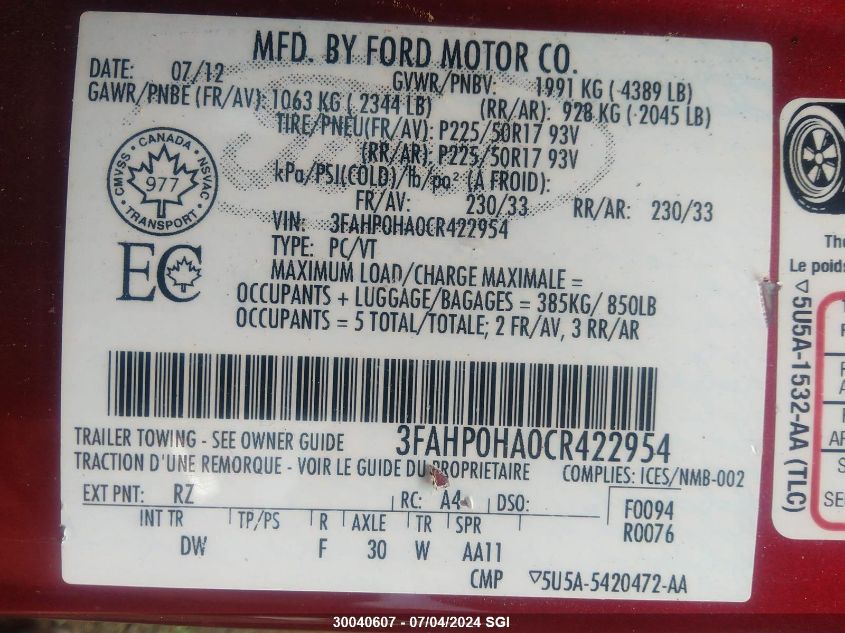 MFD. BY FORD MOTOR CO.
DATE: 07/12 GVWR/PNBV: 1991 KG ( 4389 LB)
GAWR/PNBE (FR/AV): 1063 KG ( 2344 LB) (RR/AR): 928 KG ( 2045 LB)
TIRE/PNEU(FR/AV): P225/50R17 93V
(RR/AR): P225/50R17 93V
kPa/PSI(COLD)/lb/po² (A FROID):
FR/AV: 230/33 RR/AR: 230/33
VIN: 3FAHP0HA0CR422954
TYPE: PC/VT
CMVSS · CANADA · NSVAC · TRANSPORT ·
977
EC
MAXIMUM LOAD/CHARGE MAXIMALE =
OCCUPANTS + LUGGAGE/BAGAGES = 385KG/ 850LB
OCCUPANTS = 5 TOTAL/TOTALE; 2 FR/AV, 3 RR/AR
3FAHP0HA0CR422954
TRAILER TOWING - SEE OWNER GUIDE
TRACTION D'UNE REMORQUE - VOIR LE GUIDE DU PROPRIETAIRE
COMPLIES: ICES/NMB-002
EXT PNT: RZ RC: A4 DSO: F0094
R0076
INT TR TP/PS R AXLE TR SPR
DW F 30 W AA11
CMP ▽5U5A-5420472-AA
The
Le poids
▽5U5A-1532-AA (TLC)
30040607 - 07/04/2024 SGI